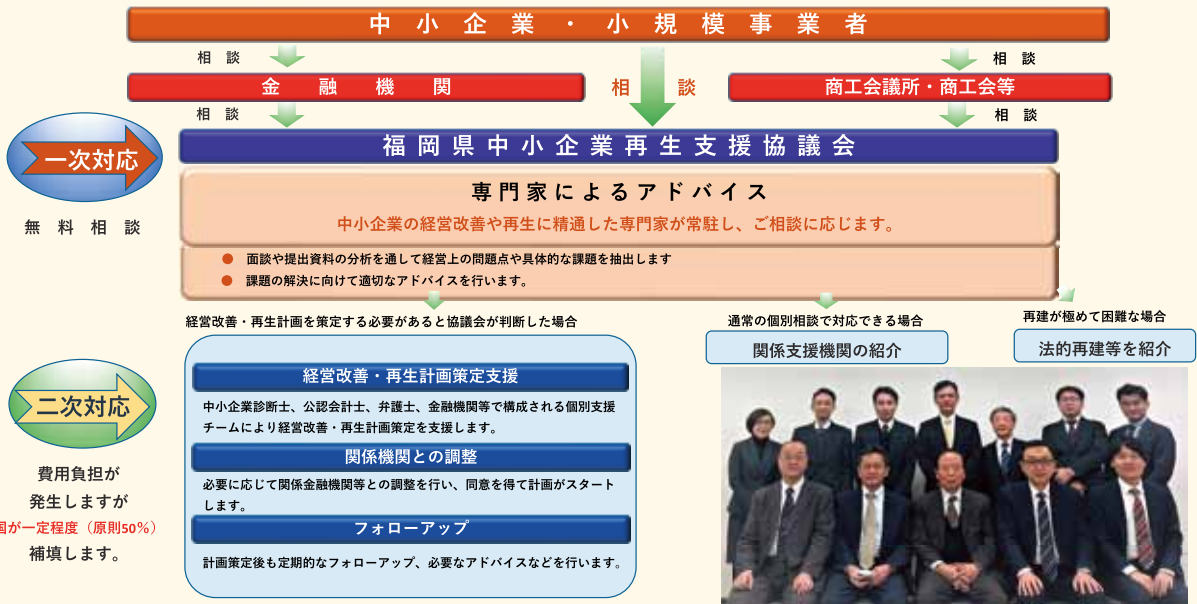 中小企業・小規模事業者
相談
相談
金融機関
相談
商工会議所・商工会等
相談
相談
福岡県中小企業再生支援協議会
一次対応
無料相談
専門家によるアドバイス
中小企業の経営改善や再生に精通した専門家が常駐し、ご相談に応じます。
● 面談や提出資料の分析を通して経営上の問題点や具体的な課題を抽出します
● 課題の解決に向けて適切なアドバイスを行います。
経営改善・再生計画を策定する必要があると協議会が判断した場合
通常の個別相談で対応できる場合
再建が極めて困難な場合
関係支援機関の紹介
法的再建等を紹介
二次対応
費用負担が
発生しますが
国が一定程度（原則50%）
補填します。
経営改善・再生計画策定支援
中小企業診断士、公認会計士、弁護士、金融機関等で構成される個別支援
チームにより経営改善・再生計画策定を支援します。
関係機関との調整
必要に応じて関係金融機関等との調整を行い、同意を得て計画がスタート
します。
フォローアップ
計画策定後も定期的なフォローアップ、必要なアドバイスなどを行います。